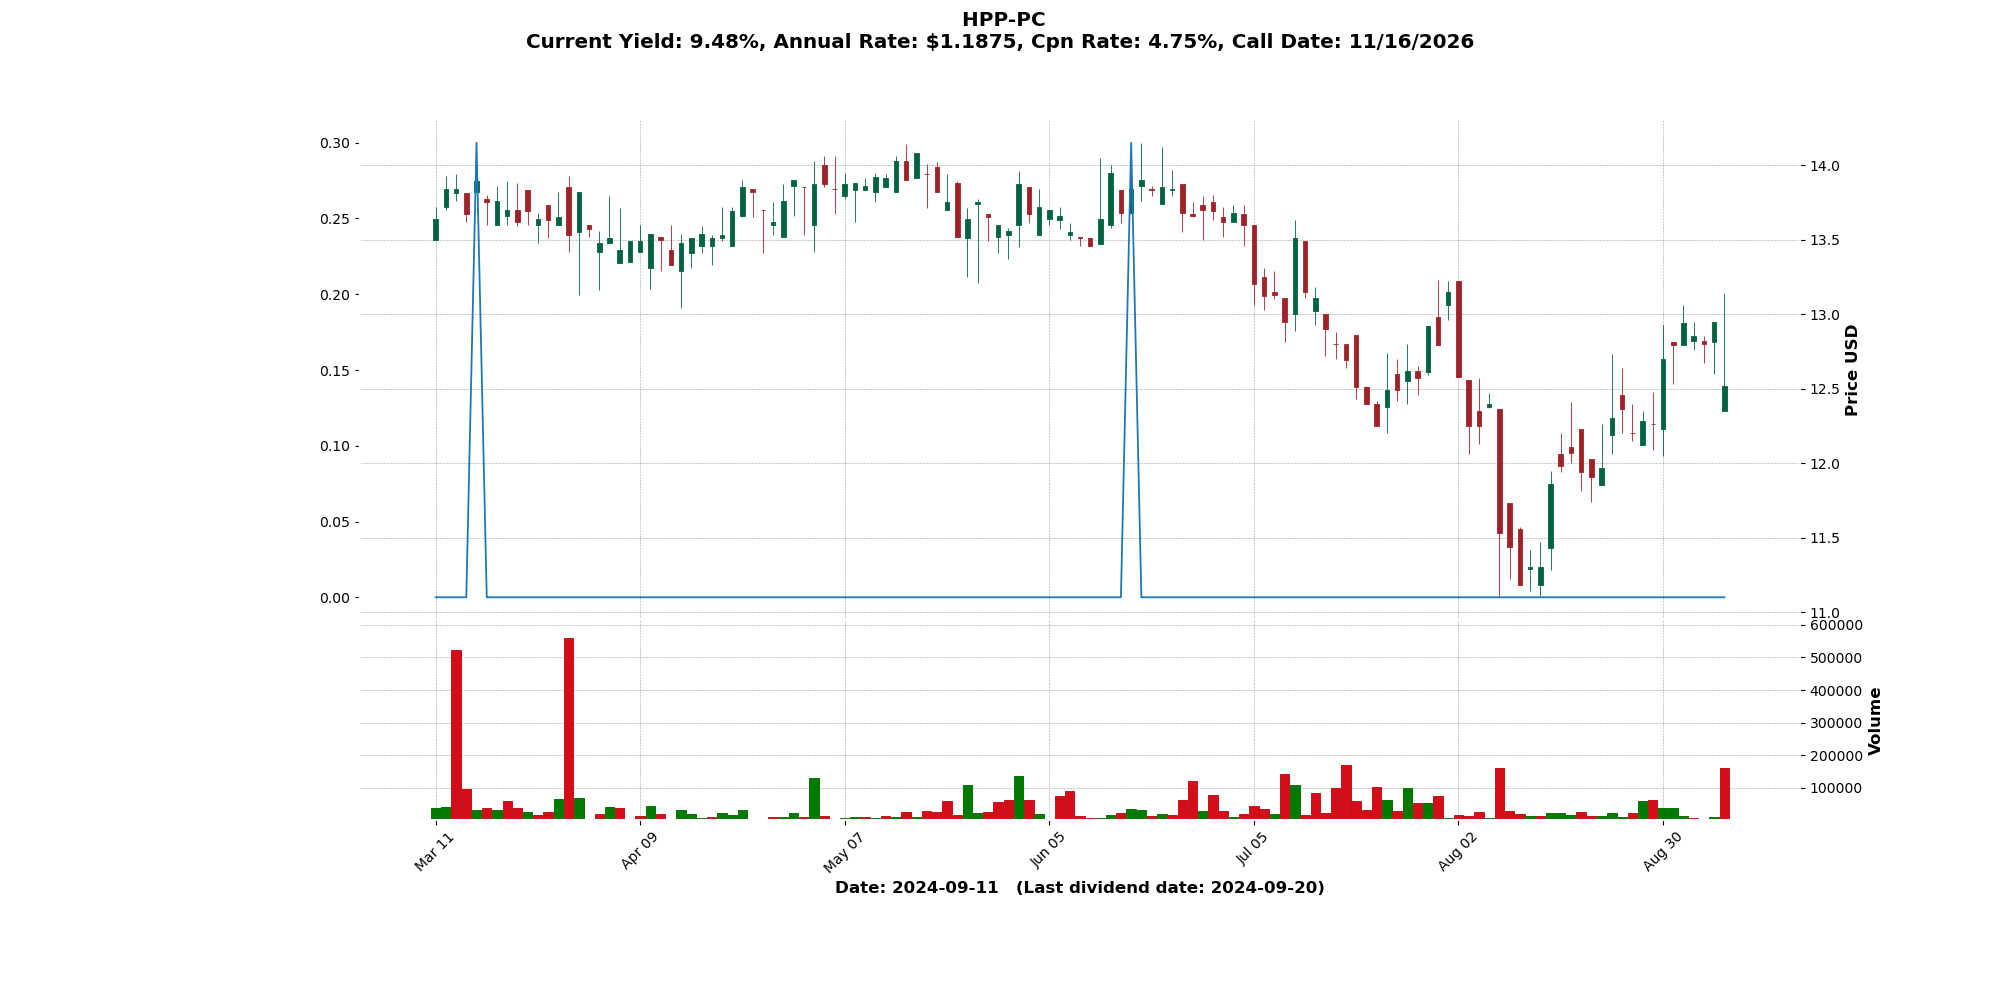 HPP-PC
Current Yield: 9.48%, Annual Rate: $1.1875, Cpn Rate: 4.75%, Call Date: 11/16/2026
0.30
0.25
0.20
0.15
0.10
0.05
0.00
14.0
13.5
13.0
12.5
12.0
11.5
11.0
Price USD
600000
500000
400000
300000
200000
100000
Volume
Mar 11
Apr 09
May 07
Jun 05
Jul 05
Aug 02
Aug 30
Date: 2024-09-11 (Last dividend date: 2024-09-20)